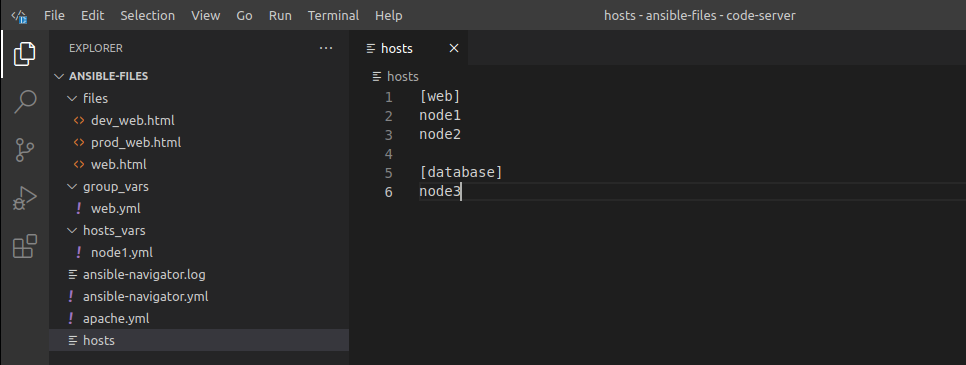 File Edit Selection View Go Run Terminal Help hosts - ansible-files - code-server
EXPLORER
ANSIBLE-FILES
files
dev_web.html
prod_web.html
web.html
group_vars
web.yml
hosts_vars
node1.yml
ansible-navigator.log
ansible-navigator.yml
apache.yml
hosts
hosts
hosts
1 [web]
2 node1
3 node2
4
5 [database]
6 node3